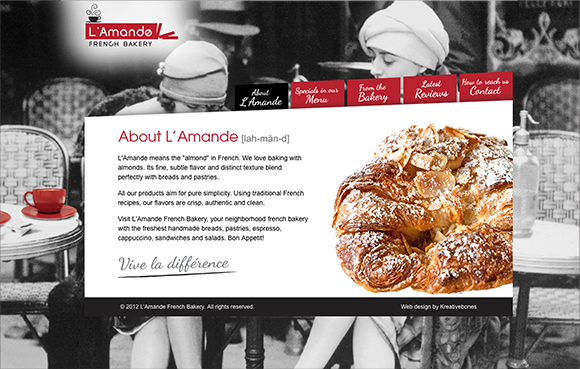 L'Amande
FRENCH BAKERY
About
L'Amande
Specials in our
Menu
From the
Bakery
Latest
Reviews
How to reach us
Contact
About L'Amande [lah-män-d]
L'Amande means the "almond" in French. We love baking with
almonds. Its fine, subtle flavor and distinct texture blend
perfectly with breads and pastries.
All our products aim for pure simplicity. Using traditional French
recipes, our flavors are crisp, authentic and clean.
Visit L'Amande French Bakery, your neighborhood french bakery
with the freshest handmade breads, pastries, espresso,
cappuccino, sandwiches and salads. Bon Appetit!
Vive la différence
© 2012 L'Amande French Bakery. All rights reserved.
Web design by Kreativebones